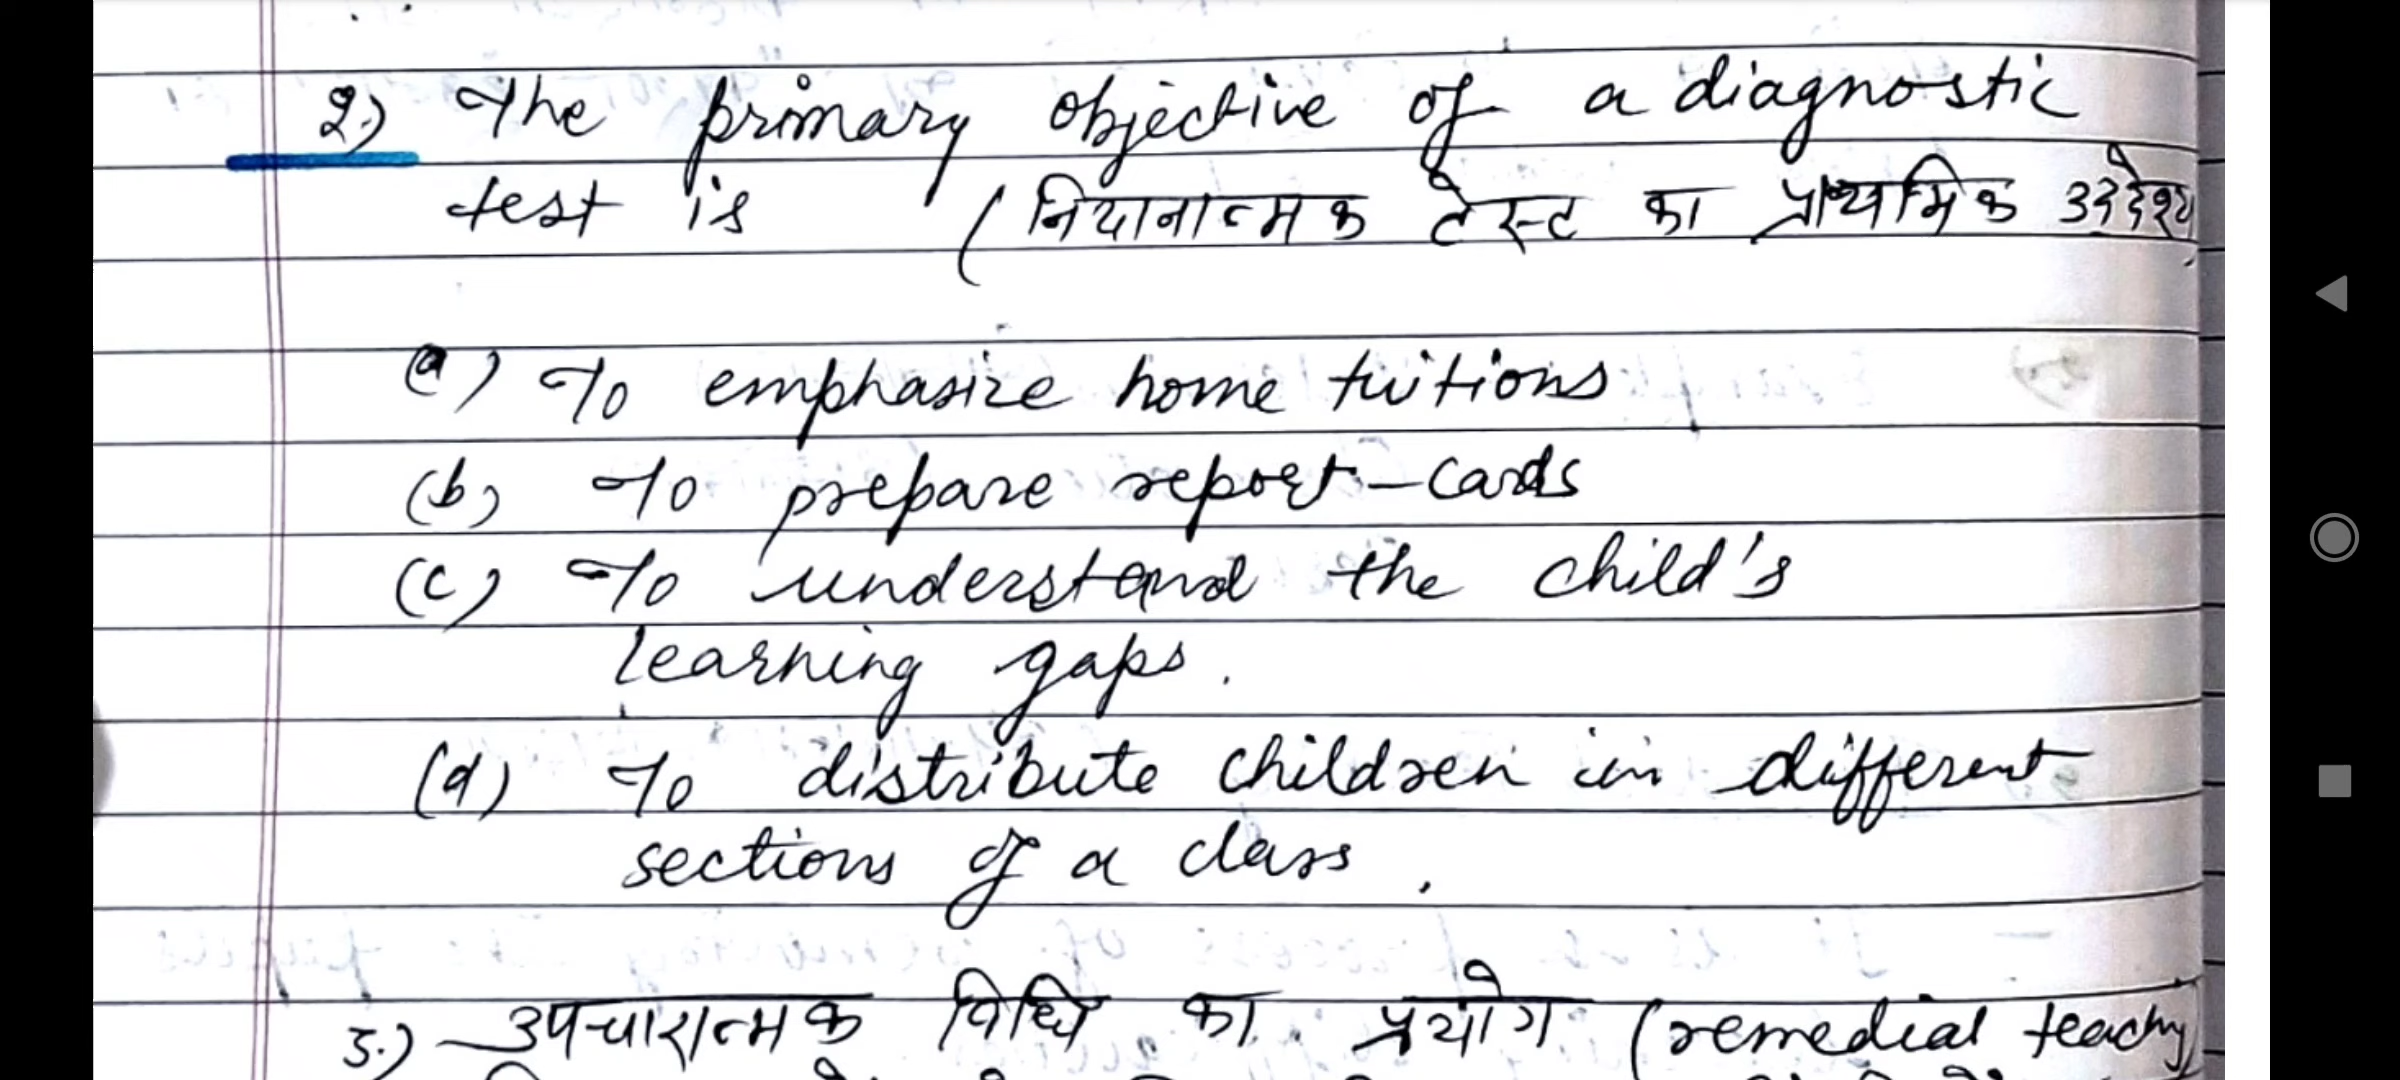 2.) The primary objective of a diagnostic
test is (निदानात्मक टेस्ट का प्राथमिक उद्देश्य
(a) To emphasize home tuitions
(b) To prepare report-cards
(c) To understand the child's
learning gaps.
(d) To distribute children in different
sections of a class.
3.) उपचारात्मक विधि का प्रयोग (remedial